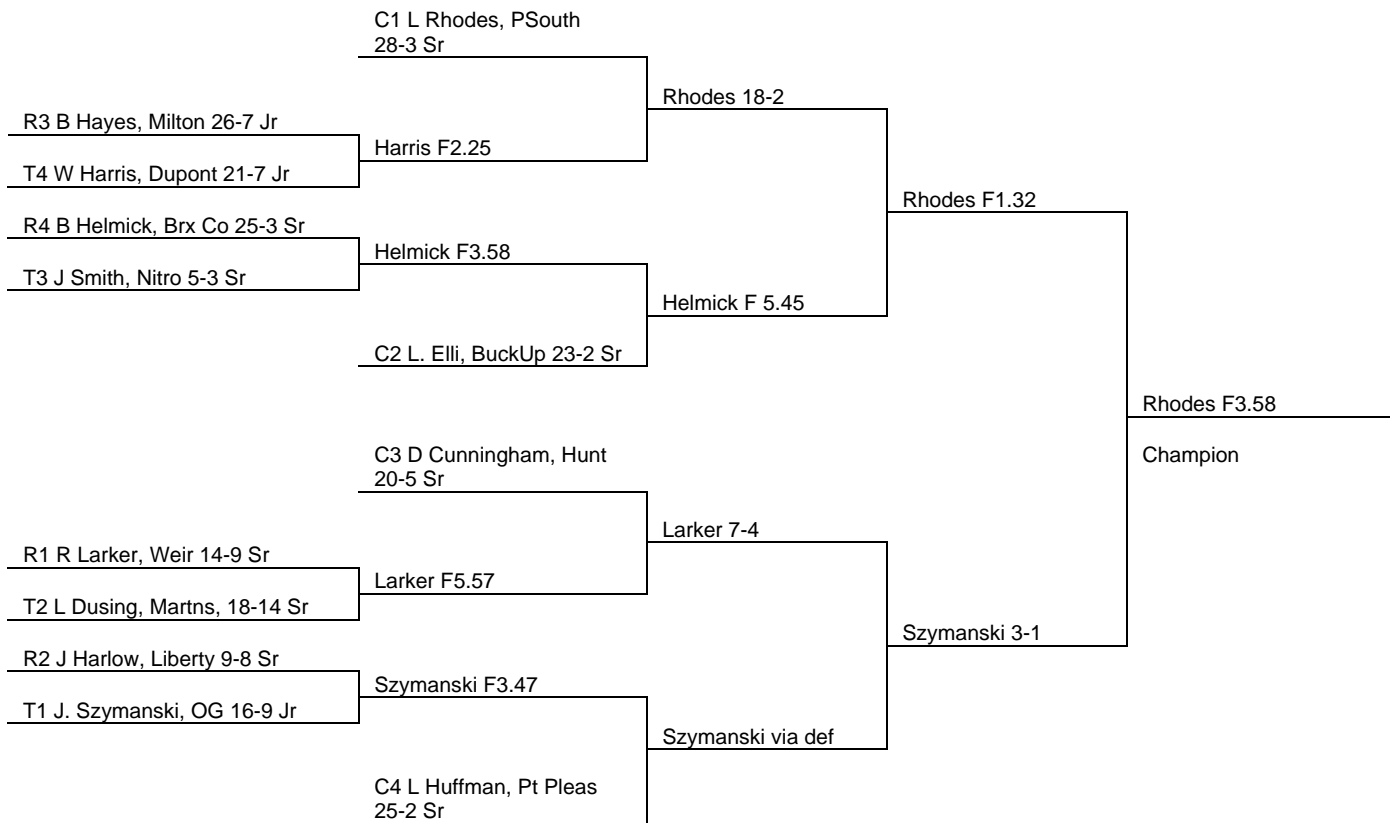 C1 L Rhodes, PSouth
28-3 Sr
Rhodes 18-2
R3 B Hayes, Milton 26-7 Jr
Harris F2.25
T4 W Harris, Dupont 21-7 Jr
Rhodes F1.32
R4 B Helmick, Brx Co 25-3 Sr
Helmick F3.58
T3 J Smith, Nitro 5-3 Sr
Helmick F 5.45
C2 L. Elli, BuckUp 23-2 Sr
Rhodes F3.58
Champion
C3 D Cunningham, Hunt
20-5 Sr
Larker 7-4
R1 R Larker, Weir 14-9 Sr
Larker F5.57
T2 L Dusing, Martns, 18-14 Sr
Szymanski 3-1
R2 J Harlow, Liberty 9-8 Sr
Szymanski F3.47
T1 J. Szymanski, OG 16-9 Jr
Szymanski via def
C4 L Huffman, Pt Pleas
25-2 Sr